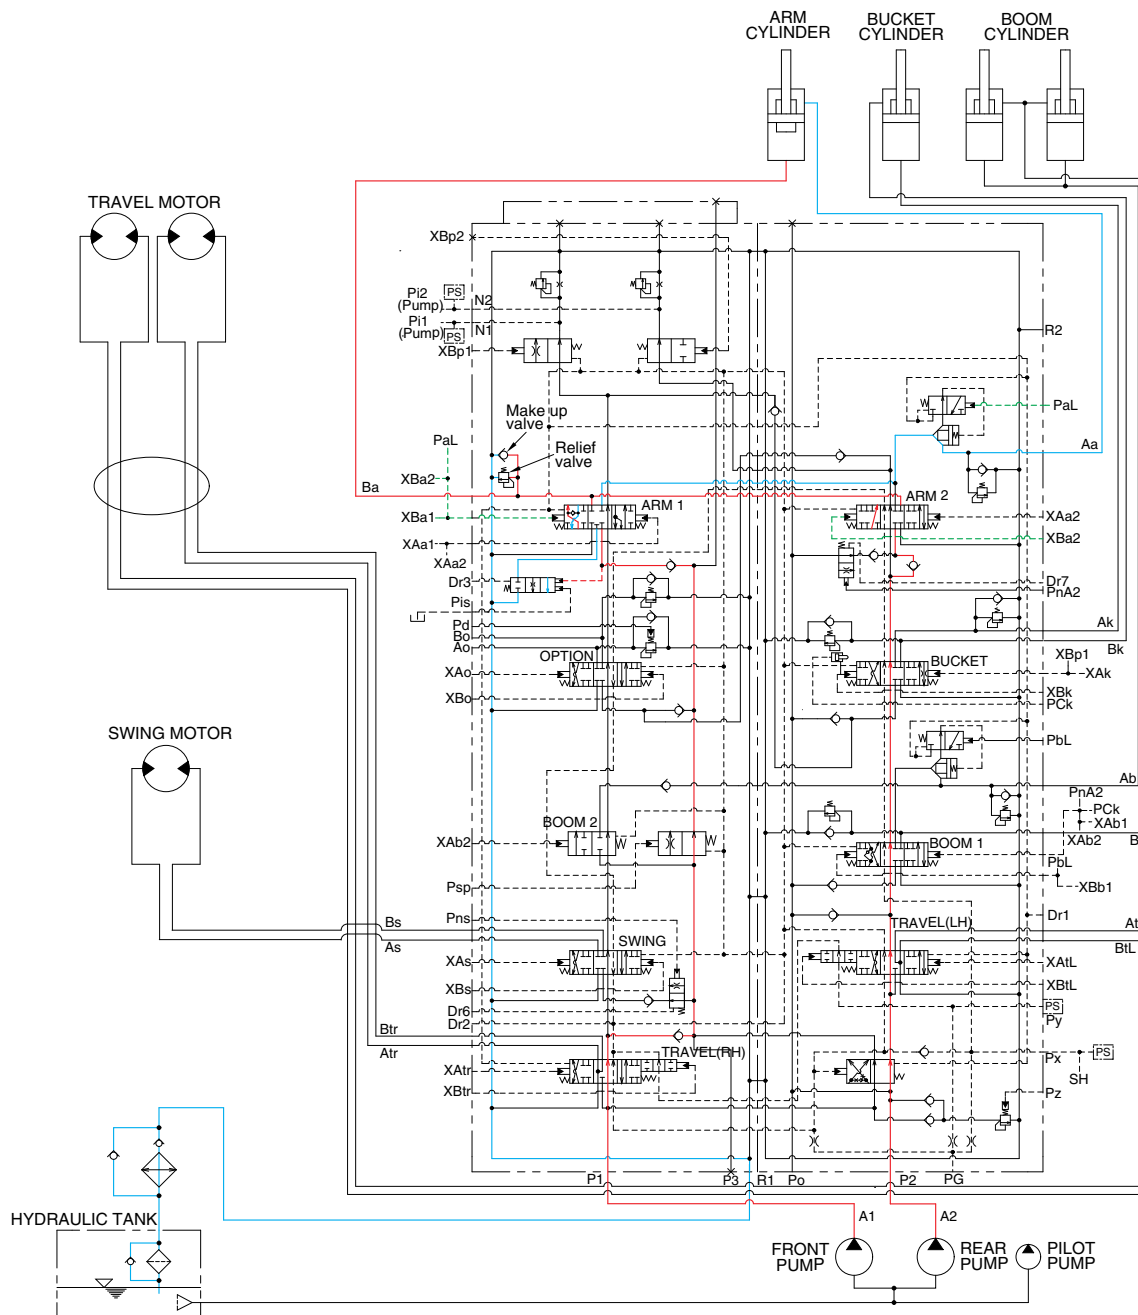 ARM
CYLINDER
BUCKET
CYLINDER
BOOM
CYLINDER
TRAVEL MOTOR
XBp2
Pi2
(Pump)
PS
N2
Pi1
(Pump)
PS
N1
XBp1
R2
Make up
valve
Relief
valve
PaL
PaL
Aa
XBa2
Ba
XBa1
ARM 1
ARM 2
XAa2
XBa2
XAa1
XAa2
Dr3
Pis
Dr7
PnA2
Pd
Bo
Ao
Ak
Bk
OPTION
BUCKET
XBp1
XAo
XAk
XBo
XBk
PCk
SWING MOTOR
PbL
Ab
PnA2
PCk
XAb1
XAb2
BOOM 2
BOOM 1
XAb2
B
PbL
XBb1
Psp
Pns
Bs
As
SWING
TRAVEL(LH)
Dr1
At
BtL
XAs
XAtL
XBs
XBtL
Dr6
Dr2
PS
Py
Btr
Atr
TRAVEL(RH)
Px
PS
XAtr
SH
XBtr
Pz
P1
P3
R1
Po
P2
PG
A1
A2
HYDRAULIC TANK
FRONT
PUMP
REAR
PUMP
PILOT
PUMP